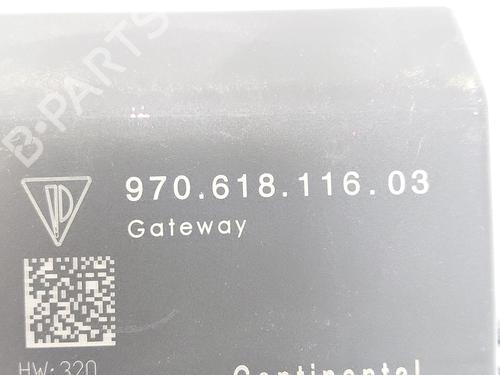 B-PARTS
970.618.116.03
Gateway
HW: 320
Continental